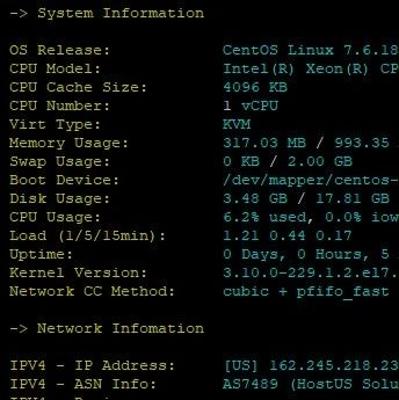 -> System Information
OS Release: CentOS Linux 7.6.18
CPU Model: Intel(R) Xeon(R) CP
CPU Cache Size: 4096 KB
CPU Number: 1 vCPU
Virt Type: KVM
Memory Usage: 317.03 MB / 993.35
Swap Usage: 0 KB / 2.00 GB
Boot Device: /dev/mapper/centos-
Disk Usage: 3.48 GB / 17.81 GB
CPU Usage: 6.2% used, 0.0% iow
Load (1/5/15min): 1.21 0.44 0.17
Uptime: 0 Days, 0 Hours, 5
Kernel Version: 3.10.0-229.1.2.el7.
Network CC Method: cubic + pfifo_fast
-> Network Infomation
IPV4 - IP Address: [US] 162.245.218.23
IPV4 - ASN Info: AS7489 (HostUS Solu